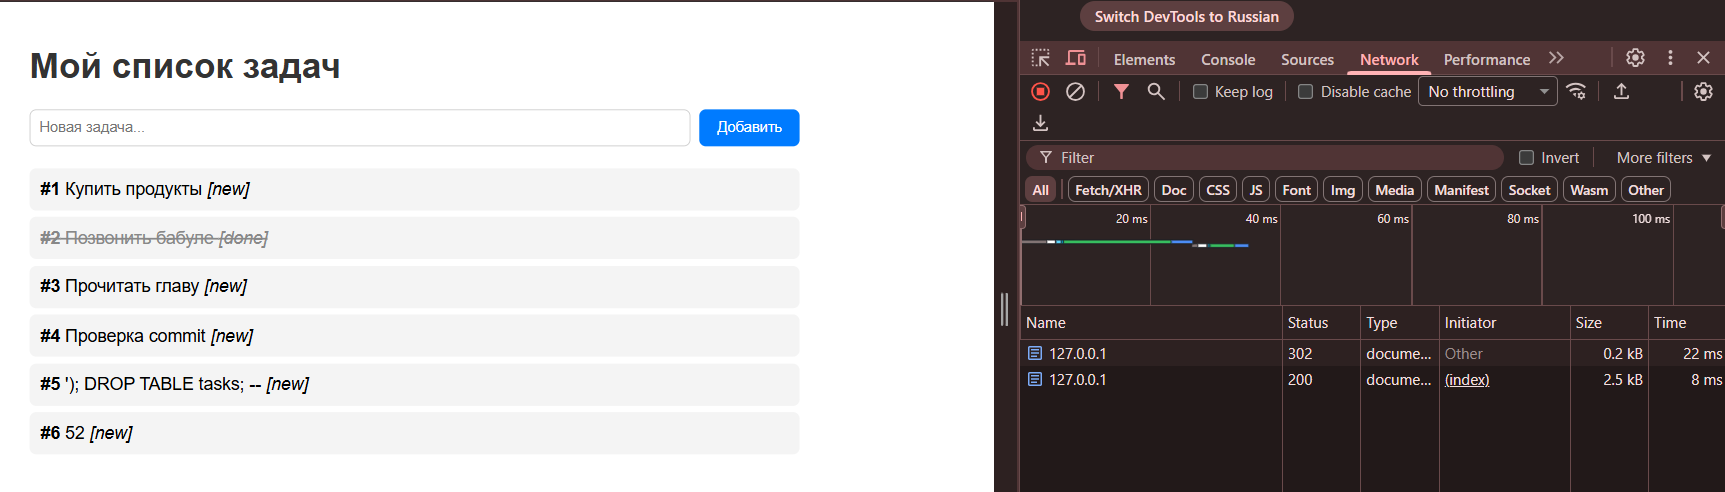 Мой список задач
Новая задача...
Добавить
#1 Купить продукты [new]
#2 Позвонить бабуле [done]
#3 Прочитать главу [new]
#4 Проверка commit [new]
#5 '); DROP TABLE tasks; -- [new]
#6 52 [new]
Switch DevTools to Russian
Elements Console Sources Network Performance
Keep log Disable cache No throttling
Filter Invert More filters
All Fetch/XHR Doc CSS JS Font Img Media Manifest Socket Wasm Other
20 ms 40 ms 60 ms 80 ms 100 ms
Name Status Type Initiator Size Time
127.0.0.1 302 docume... Other 0.2 kB 22 ms
127.0.0.1 200 docume... (index) 2.5 kB 8 ms